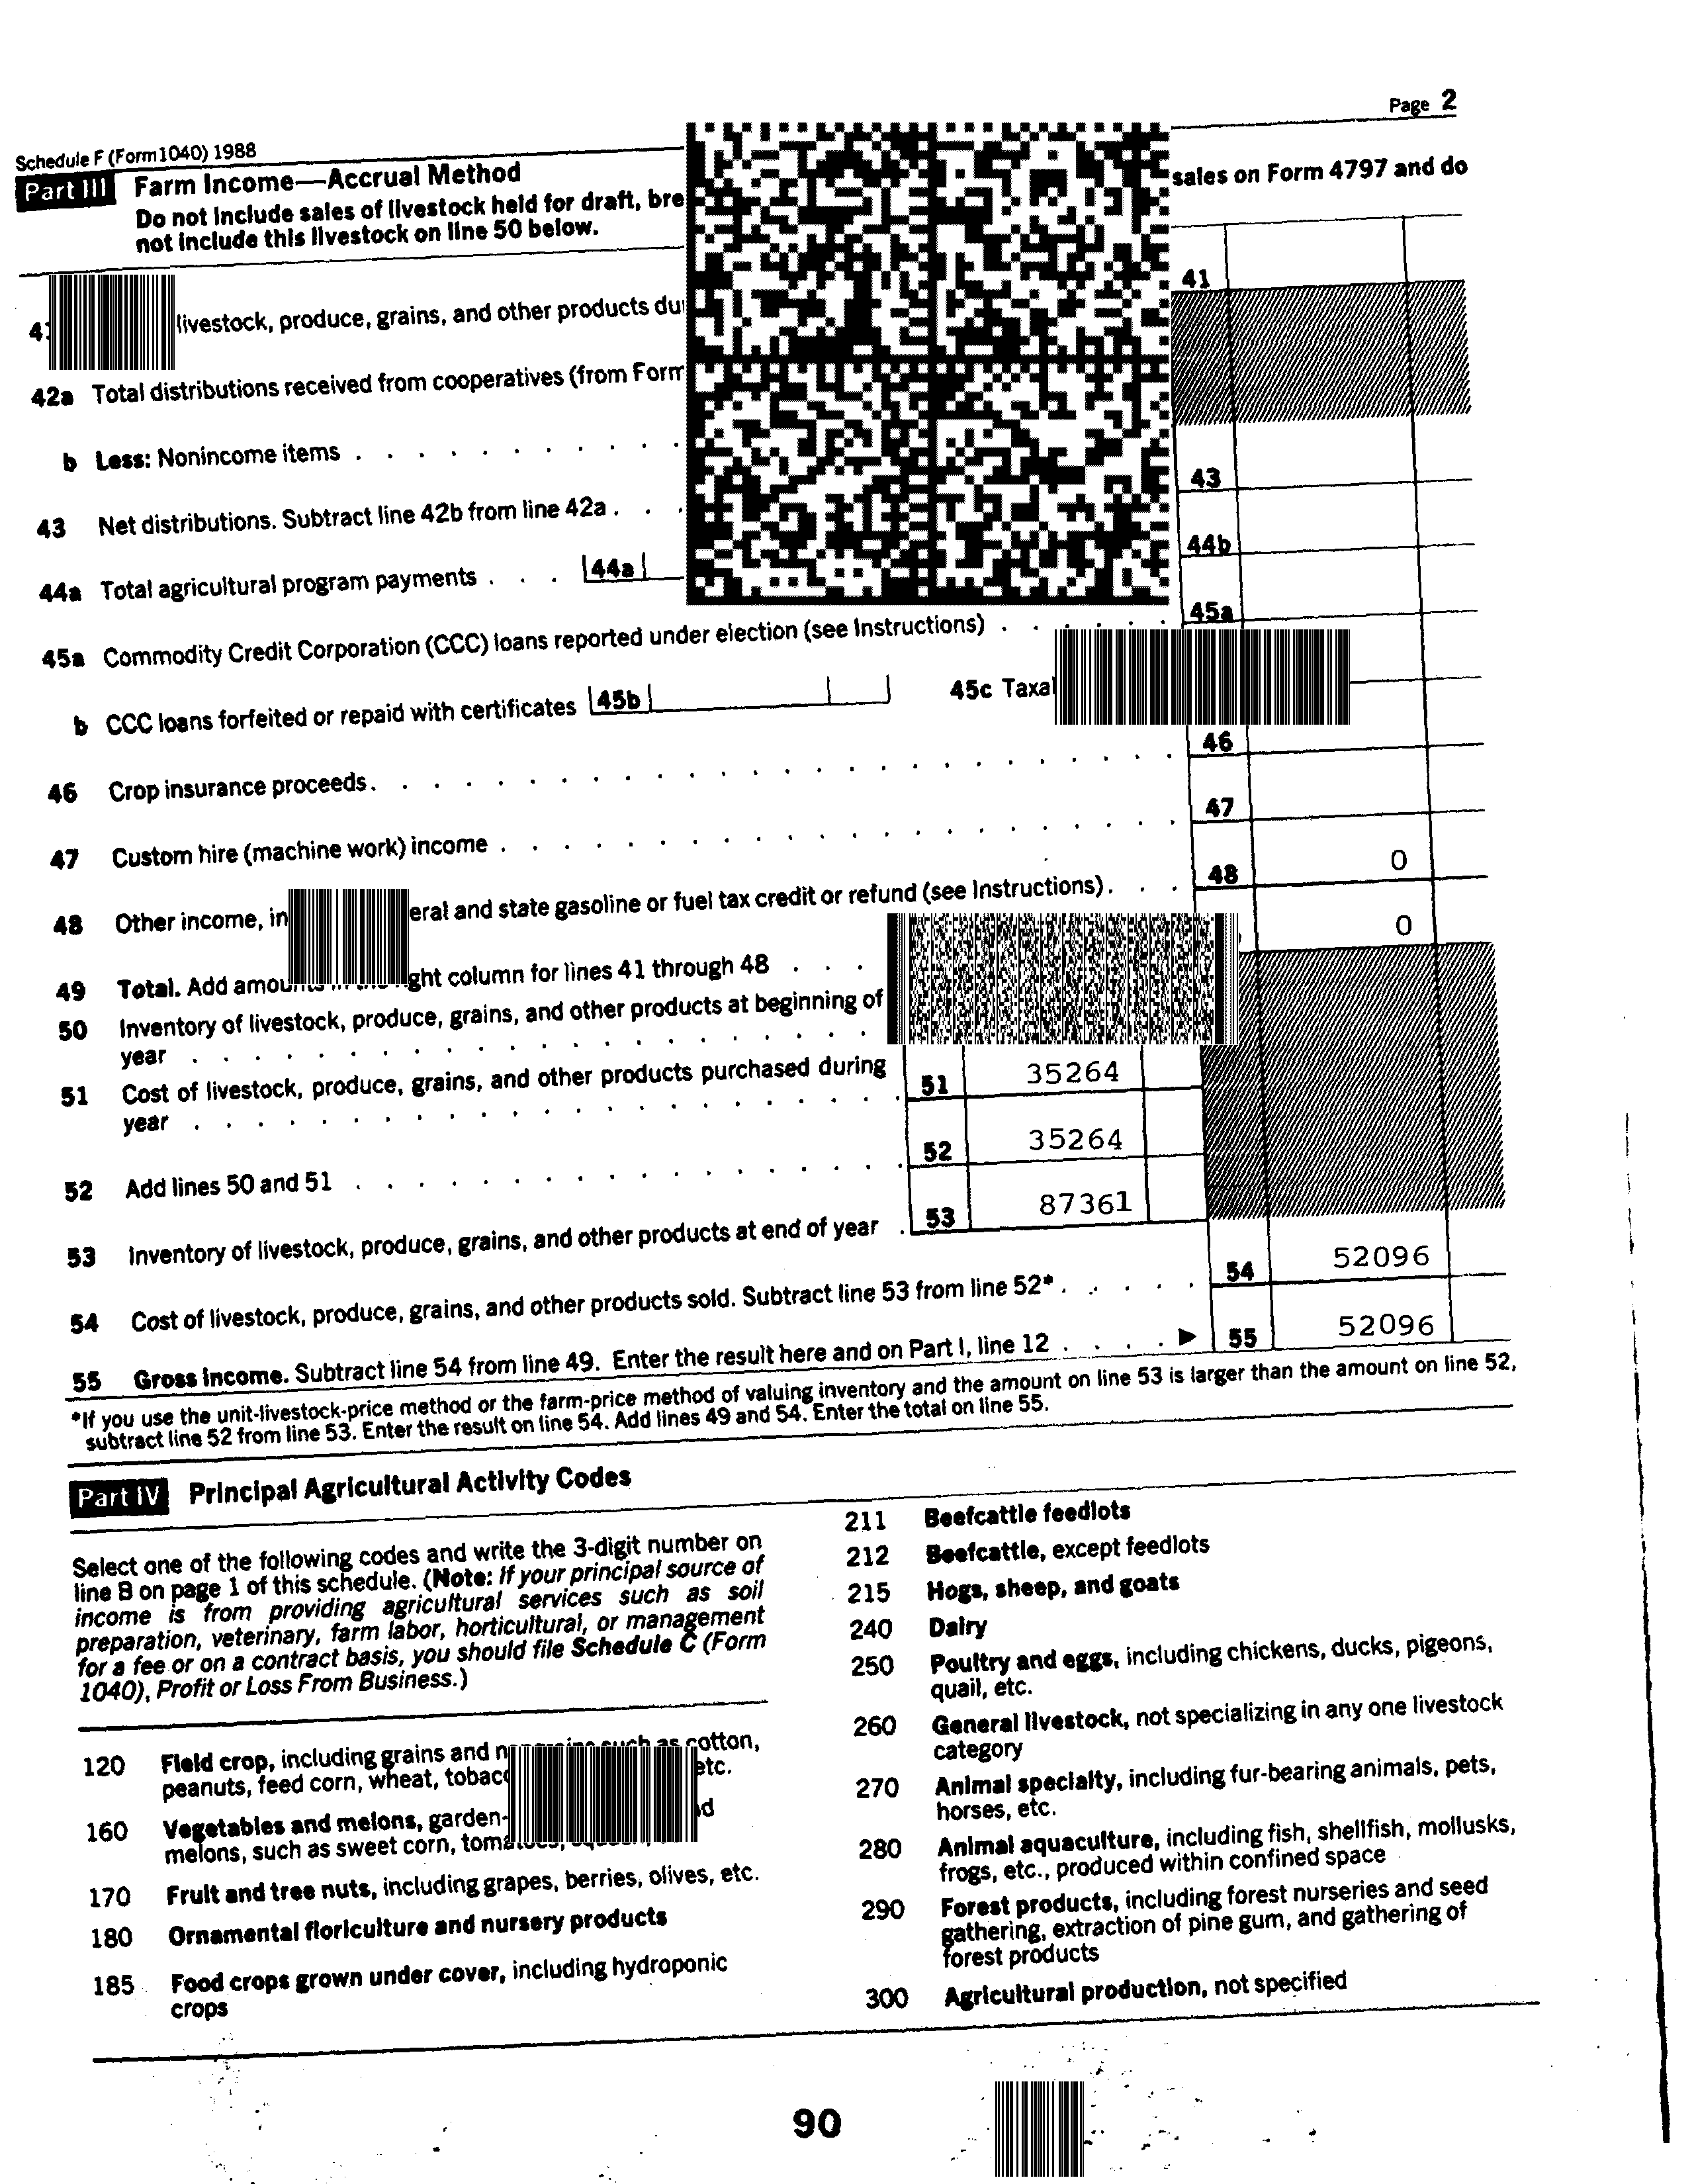 Page 2
Schedule F (Form 1040) 1988
Part III Farm Income—Accrual Method
Do not include sales of livestock held for draft, sales on Form 4797 and do
not include this livestock on line 50 below.
livestock, produce, grains, and other products 41
42a Total distributions received from cooperatives (from Form
b Less: Nonincome items . . . . . . . . . .
43 Net distributions. Subtract line 42b from line 42a . . . 43
44a Total agricultural program payments . . . 44a 44b
45a Commodity Credit Corporation (CCC) loans reported under election (see Instructions) . . . . . . 45a
b CCC loans forfeited or repaid with certificates 45b 45c
46 Crop insurance proceeds. . . . . . . . . . . . . . . . . . . . . . . . . . 46
47 Custom hire (machine work) income . . . . . . . . . . . . . . . . . . . . . . 47
48 Other income, and state gasoline or fuel tax credit or refund (see Instructions). . . . 48 0
49 Total. Add column for lines 41 through 48 . . . 0
50 Inventory of livestock, produce, grains, and other products at beginning of
year . . . . . . . . . . . . . . . . . . . . . .
51 Cost of livestock, produce, grains, and other products purchased during
year . . . . . . . . . . . . . . . . . . . . . . . 51 35264
52 Add lines 50 and 51 . . . . . . . . . . . . . . . . . . 52 35264
53 Inventory of livestock, produce, grains, and other products at end of year . 53 87361
54 Cost of livestock, produce, grains, and other products sold. Subtract line 53 from line 52* . . . . . 54 52096
55 Gross income. Subtract line 54 from line 49. Enter the result here and on Part I, line 12 . . . . ▶ 55 52096
*If you use the unit-livestock-price method or the farm-price method of valuing inventory and the amount on line 53 is larger than the amount on line 52,
subtract line 52 from line 53. Enter the result on line 54. Add lines 49 and 54. Enter the total on line 55.
Part IV Principal Agricultural Activity Codes
Select one of the following codes and write the 3-digit number on
line B on page 1 of this schedule. (Note: If your principal source of
income is from providing agricultural services such as soil
preparation, veterinary, farm labor, horticultural, or management
for a fee or on a contract basis, you should file Schedule C (Form
1040), Profit or Loss From Business.)
120 Field crop, including grains and such as cotton,
peanuts, feed corn, wheat, etc.
160 Vegetables and melons,
melons, such as sweet corn,
170 Fruit and tree nuts, including grapes, berries, olives, etc.
180 Ornamental floriculture and nursery products
185 Food crops grown under cover, including hydroponic
crops
211 Beefcattle feedlots
212 Beefcattle, except feedlots
215 Hogs, sheep, and goats
240 Dairy
250 Poultry and eggs, including chickens, ducks, pigeons,
quail, etc.
260 General livestock, not specializing in any one livestock
category
270 Animal specialty, including fur-bearing animals, pets,
horses, etc.
280 Animal aquaculture, including fish, shellfish, mollusks,
frogs, etc., produced within confined space
290 Forest products, including forest nurseries and seed
gathering, extraction of pine gum, and gathering of
forest products
300 Agricultural production, not specified
90